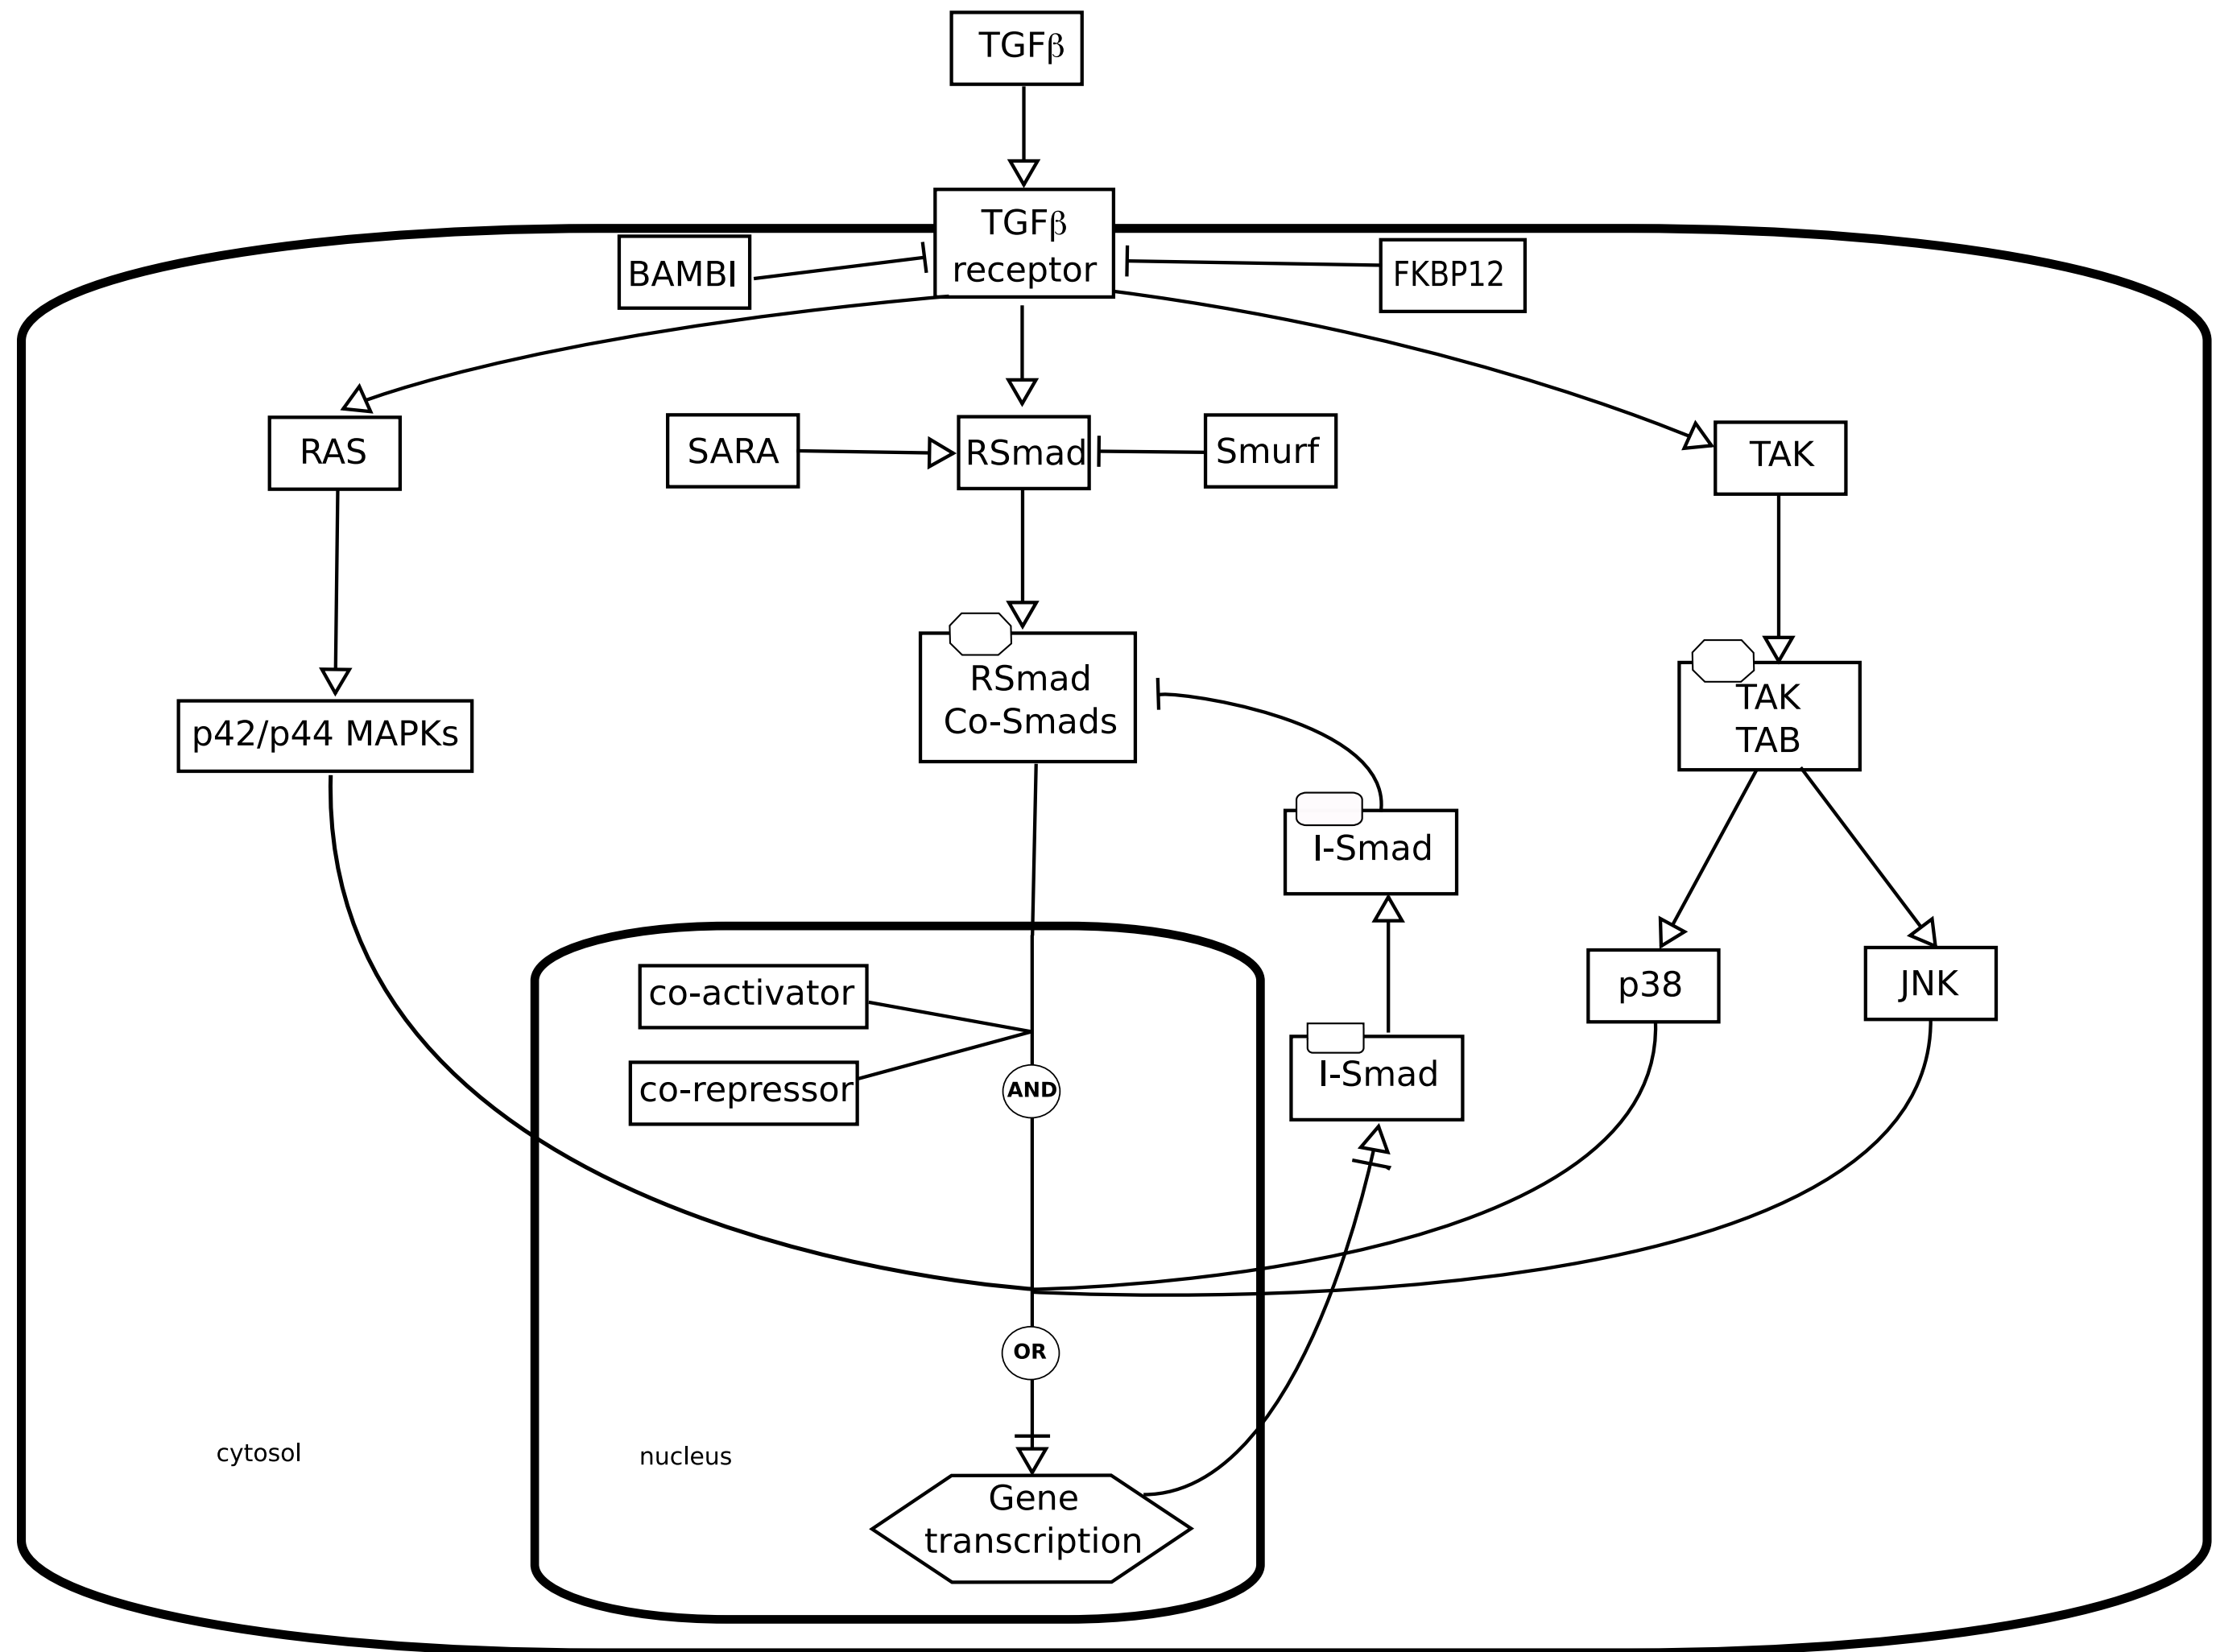 TGFβ
TGFβ
receptor
BAMBI
FKBP12
RAS
SARA
RSmad
Smurf
TAK
RSmad
Co-Smads
TAK
TAB
p42/p44 MAPKs
I-Smad
p38
JNK
co-activator
co-repressor
AND
I-Smad
OR
cytosol
nucleus
Gene
transcription